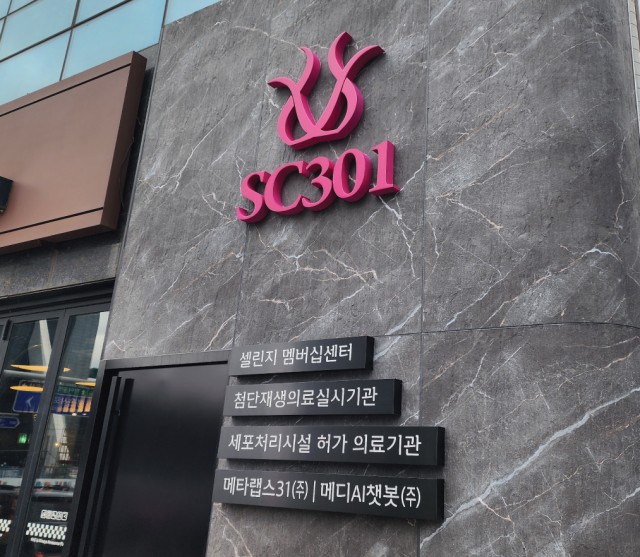 SC301
셀린지 멤버십센터
첨단재생의료실시기관
세포처리시설 허가 의료기관
메타랩스31(주) | 메디AI챗봇(주)